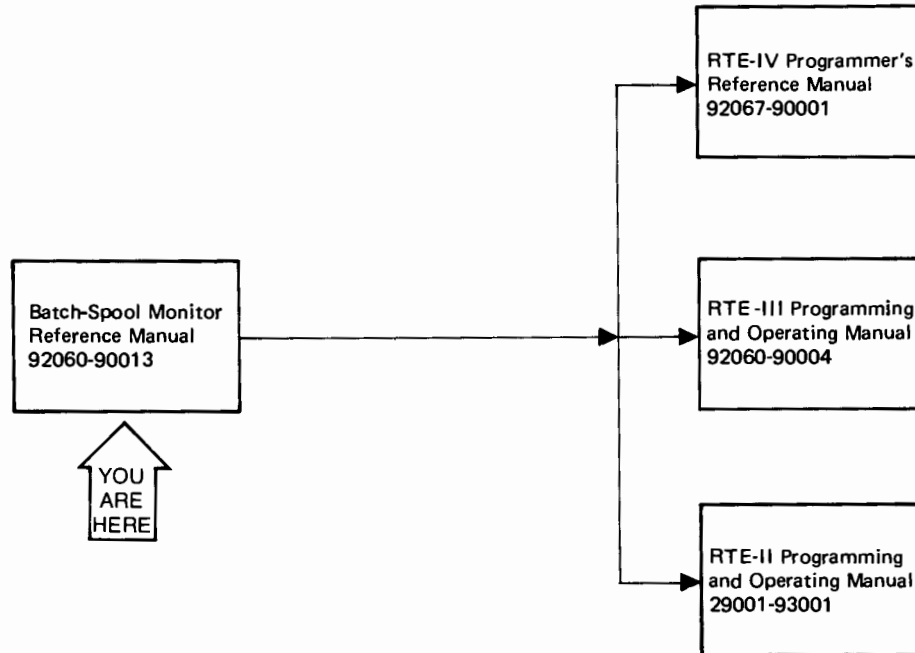 RTE-IV Programmer's
Reference Manual
92067-90001
Batch-Spool Monitor
Reference Manual
92060-90013
RTE-III Programming
and Operating Manual
92060-90004
YOU
ARE
HERE
RTE-II Programming
and Operating Manual
29001-93001